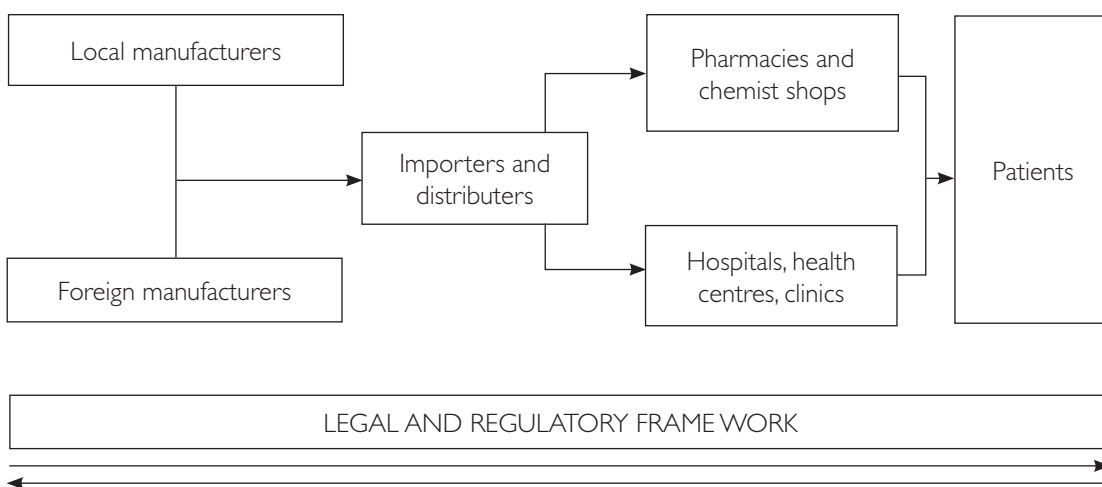 Local manufacturers
Foreign manufacturers
Importers and
distributers
Pharmacies and
chemist shops
Hospitals, health
centres, clinics
Patients
LEGAL AND REGULATORY FRAME WORK